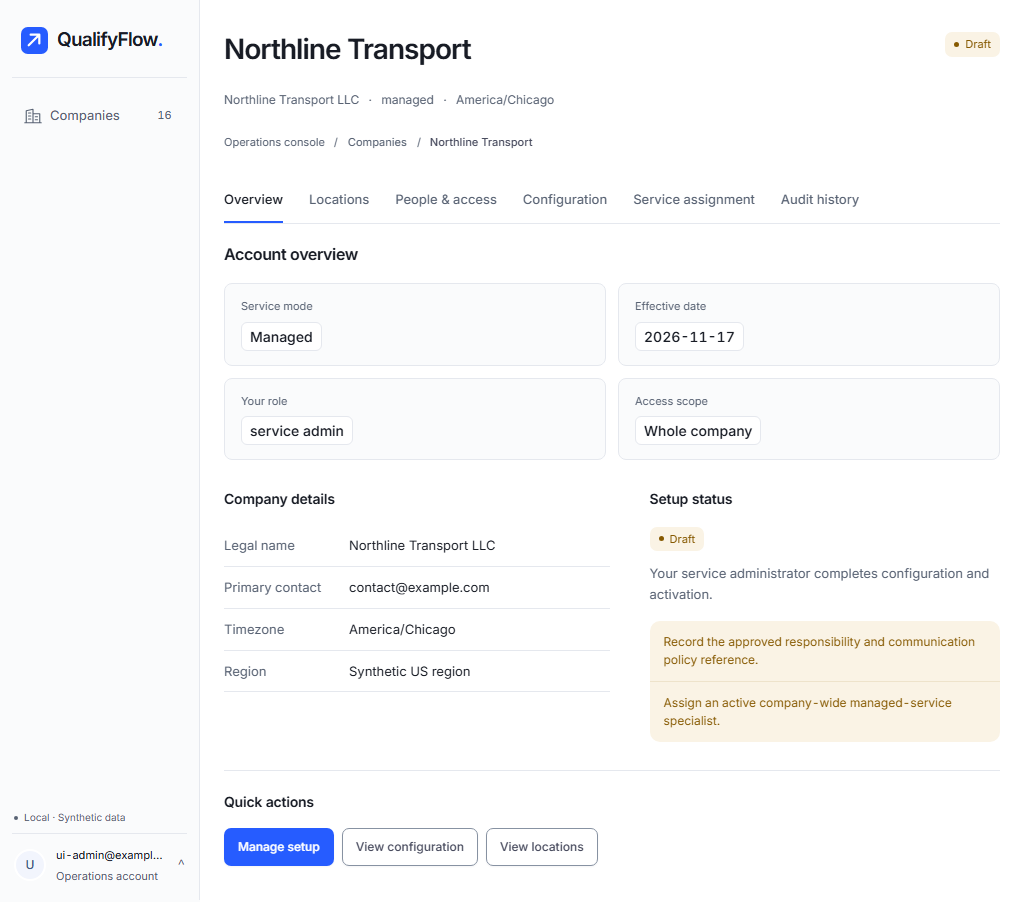 QualifyFlow.
Companies 16
Local · Synthetic data
U
ui-admin@exampl...
Operations account
Northline Transport
Draft
Northline Transport LLC · managed · America/Chicago
Operations console / Companies / Northline Transport
Overview Locations People & access Configuration Service assignment Audit history
Account overview
Service mode
Managed
Effective date
2026-11-17
Your role
service admin
Access scope
Whole company
Company details
Legal name Northline Transport LLC
Primary contact contact@example.com
Timezone America/Chicago
Region Synthetic US region
Setup status
Draft
Your service administrator completes configuration and
activation.
Record the approved responsibility and communication
policy reference.
Assign an active company-wide managed-service
specialist.
Quick actions
Manage setup View configuration View locations